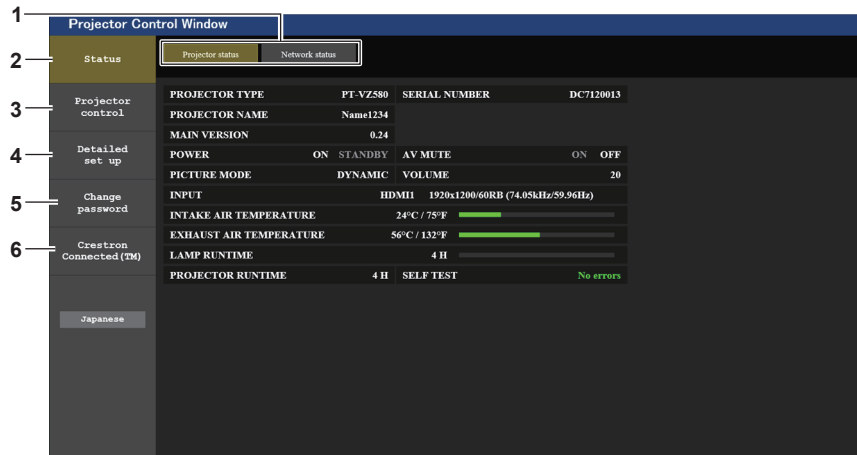 1
Projector Control Window
2
Status
Projector status Network status
3
Projector
control
4
Detailed
set up
5
Change
password
6
Crestron
Connected(TM)
Japanese
PROJECTOR TYPE PT-VZ580 SERIAL NUMBER DC7120013
PROJECTOR NAME Name1234
MAIN VERSION 0.24
POWER ON STANDBY AV MUTE ON OFF
PICTURE MODE DYNAMIC VOLUME 20
INPUT HDMI1 1920x1200/60RB (74.05kHz/59.96Hz)
INTAKE AIR TEMPERATURE 24°C / 75°F
EXHAUST AIR TEMPERATURE 56°C / 132°F
LAMP RUNTIME 4 H
PROJECTOR RUNTIME 4 H SELF TEST No errors